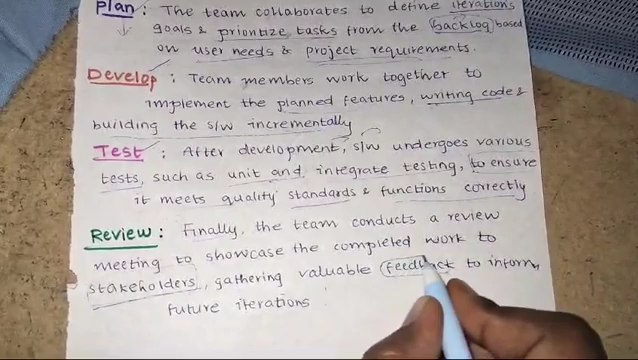 Plan : The team collaborates to define iterations
goals & prioritize tasks from the backlog based
on user needs & project requirements.
Develop : Team members work together to
implement the planned features, writing code &
building the s/w incrementally
Test : After development, s/w undergoes various
tests, such as unit and integrate testing, to ensure
it meets quality standards & functions correctly
Review : Finally, the team conducts a review
meeting to showcase the completed work to
stakeholders, gathering valuable feedback to inform
future iterations